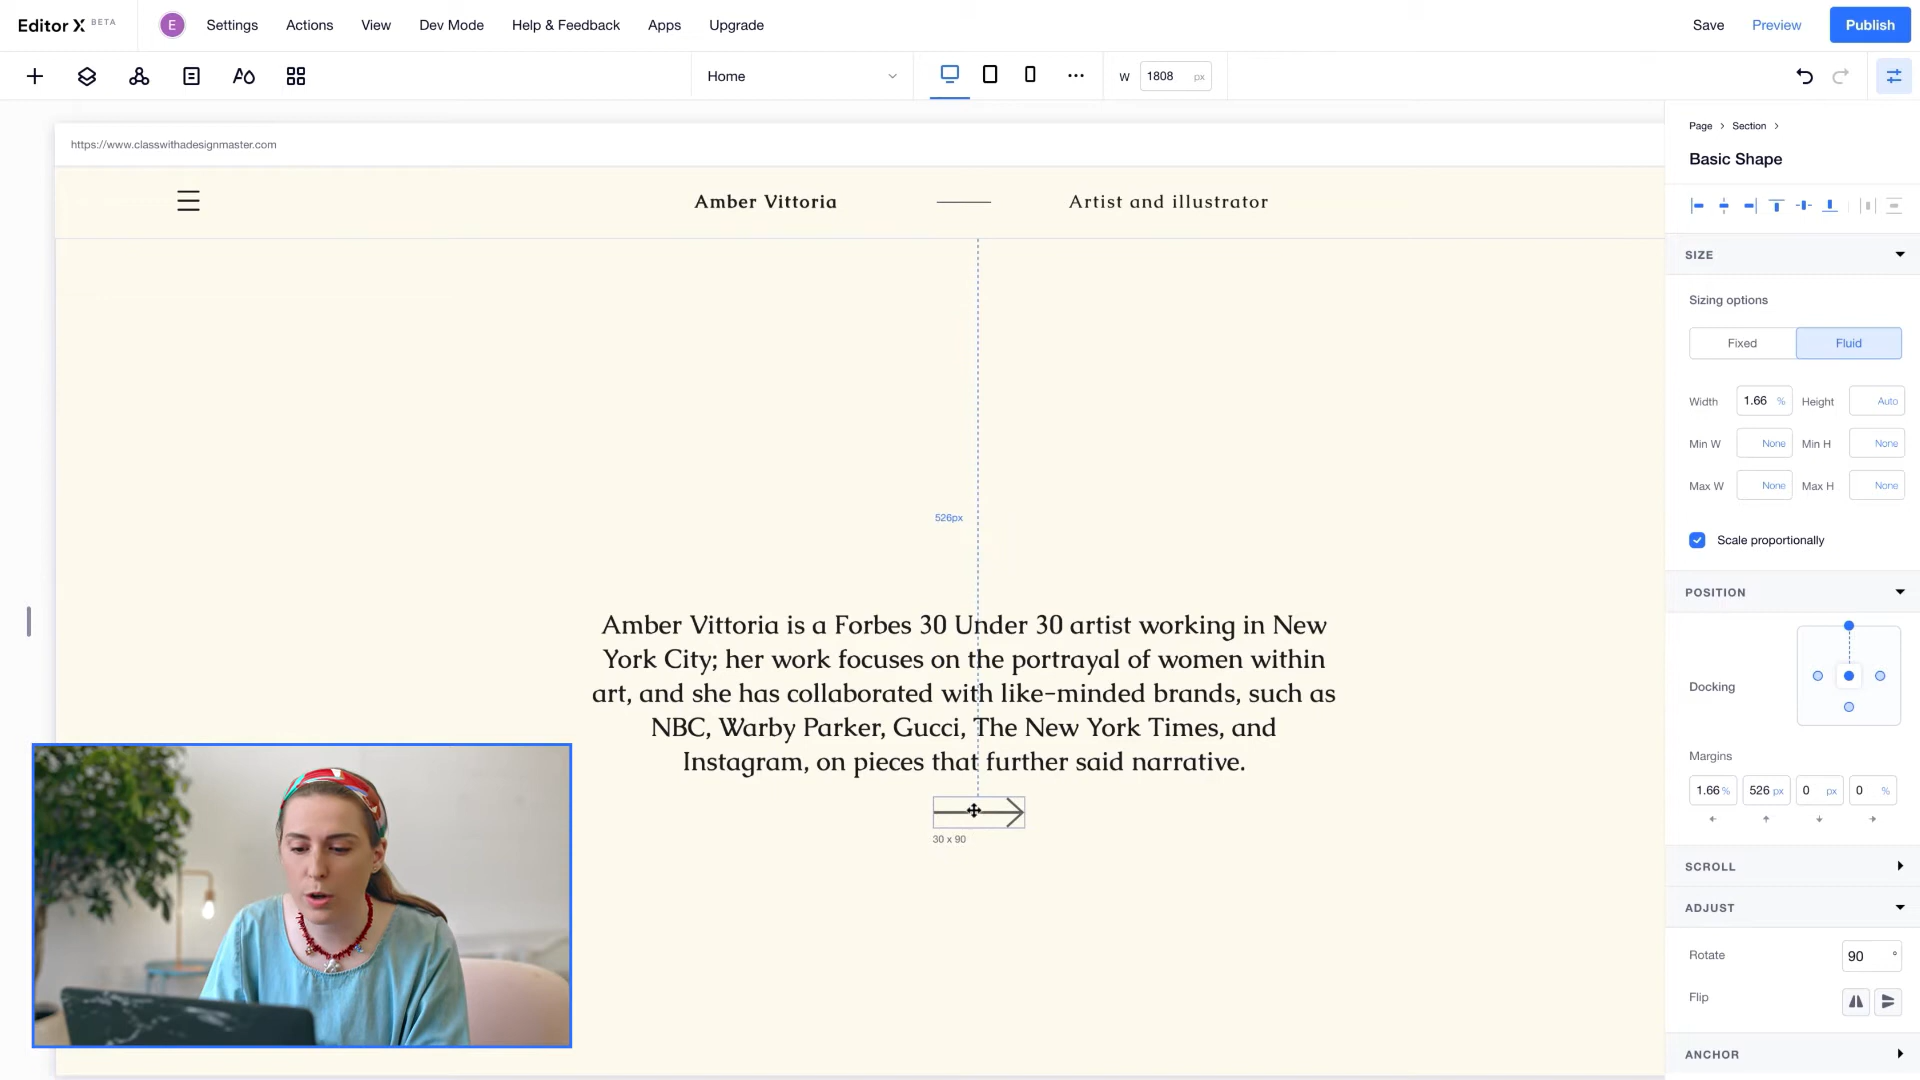 Editor X BETA
E
Settings
Actions
View
Dev Mode
Help & Feedback
Apps
Upgrade
Save
Preview
Publish
Home
W
1808 px
https://www.classwithadesignmaster.com
Amber Vittoria
Artist and illustrator
526px
Amber Vittoria is a Forbes 30 Under 30 artist working in New
York City; her work focuses on the portrayal of women within
art, and she has collaborated with like-minded brands, such as
NBC, Warby Parker, Gucci, The New York Times, and
Instagram, on pieces that further said narrative.
30 x 90
Page > Section >
Basic Shape
SIZE
Sizing options
Fixed
Fluid
Width 1.66 % Height Auto
Min W None Min H None
Max W None Max H None
Scale proportionally
POSITION
Docking
Margins
1.66 % 526 px 0 px 0 %
SCROLL
ADJUST
Rotate 90 °
Flip
ANCHOR